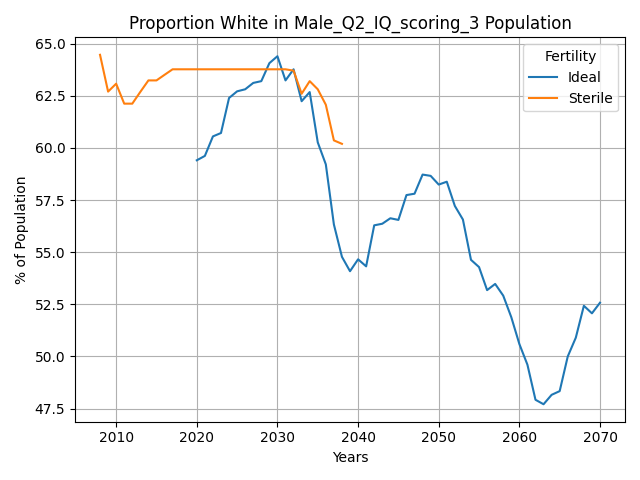 Proportion White in Male_Q2_IQ_scoring_3 Population
Fertility
Ideal
Sterile
65.0
62.5
60.0
57.5
55.0
52.5
50.0
47.5
% of Population
2010 2020 2030 2040 2050 2060 2070
Years